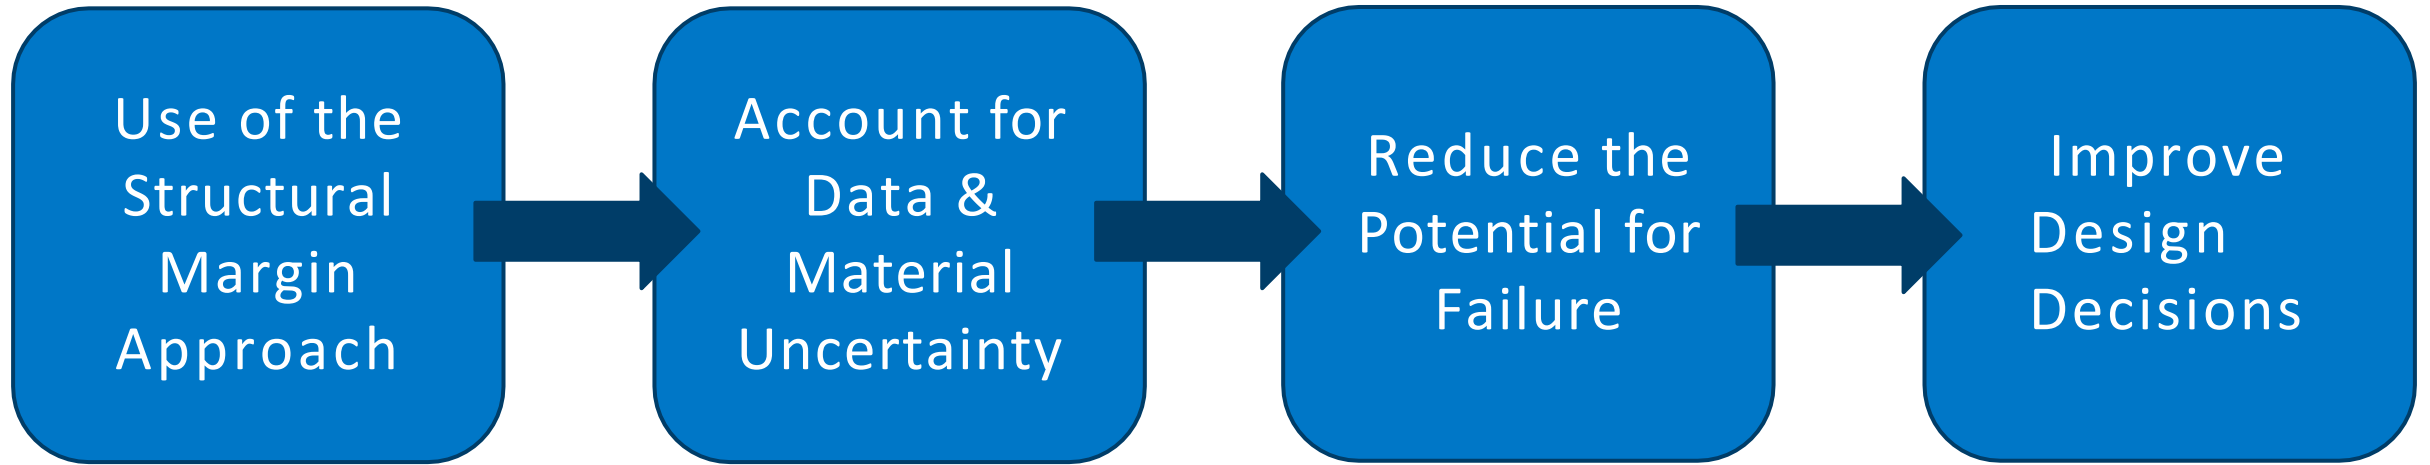 Use of the
Structural
Margin
Approach
Account for
Data &
Material
Uncertainty
Reduce the
Potential for
Failure
Improve
Design
Decisions